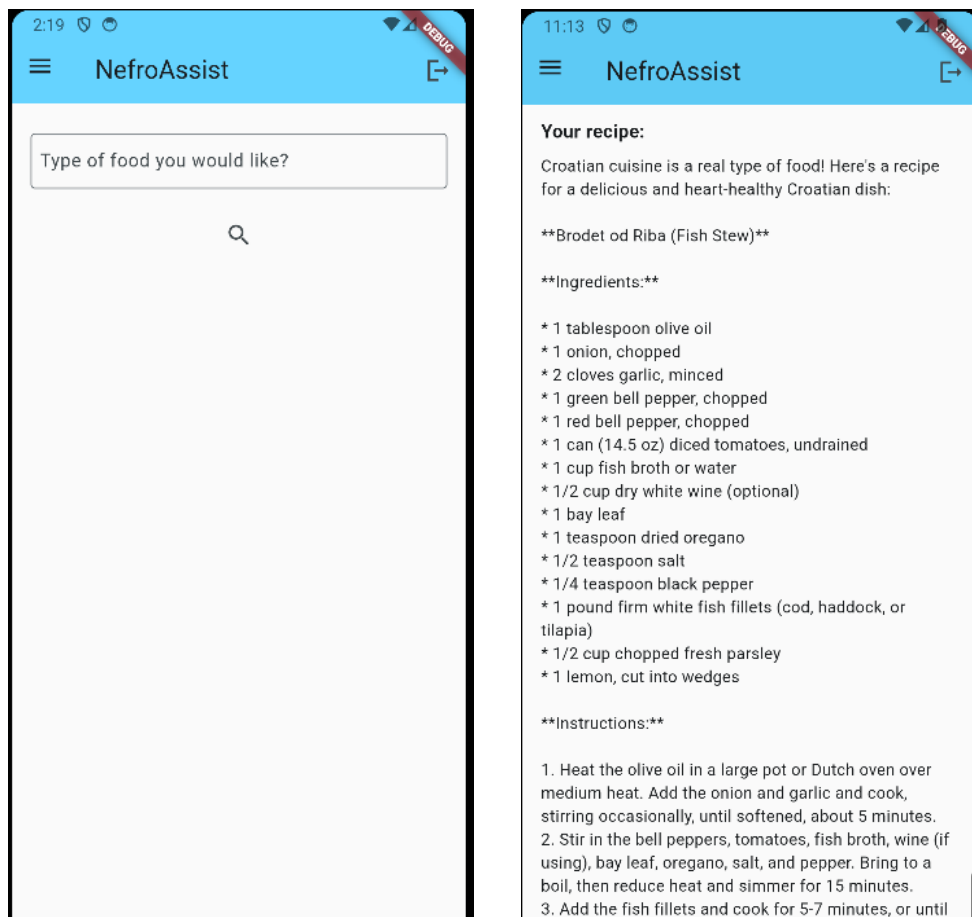 2:19
DEBUG
NefroAssist
Type of food you would like?
11:13
NefroAssist
Your recipe:
Croatian cuisine is a real type of food! Here's a recipe
for a delicious and heart-healthy Croatian dish:
**Brodet od Riba (Fish Stew)**
**Ingredients:**
* 1 tablespoon olive oil
* 1 onion, chopped
* 2 cloves garlic, minced
* 1 green bell pepper, chopped
* 1 red bell pepper, chopped
* 1 can (14.5 oz) diced tomatoes, undrained
* 1 cup fish broth or water
* 1/2 cup dry white wine (optional)
* 1 bay leaf
* 1 teaspoon dried oregano
* 1/2 teaspoon salt
* 1/4 teaspoon black pepper
* 1 pound firm white fish fillets (cod, haddock, or
tilapia)
* 1/2 cup chopped fresh parsley
* 1 lemon, cut into wedges
**Instructions:**
1. Heat the olive oil in a large pot or Dutch oven over
medium heat. Add the onion and garlic and cook,
stirring occasionally, until softened, about 5 minutes.
2. Stir in the bell peppers, tomatoes, fish broth, wine (if
using), bay leaf, oregano, salt, and pepper. Bring to a
boil, then reduce heat and simmer for 15 minutes.
3. Add the fish fillets and cook for 5-7 minutes, or until